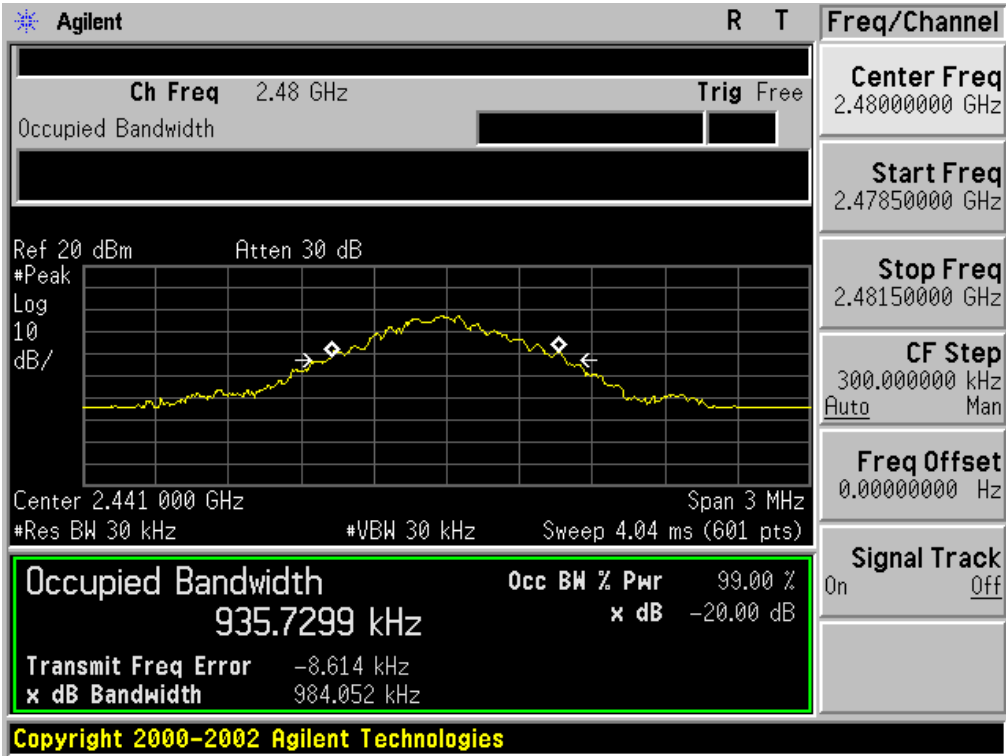 Agilent R T
Ch Freq 2.48 GHz Trig Free
Occupied Bandwidth
Ref 20 dBm Atten 30 dB
#Peak
Log
10
dB/
Center 2.441 000 GHz Span 3 MHz
#Res BW 30 kHz #VBW 30 kHz Sweep 4.04 ms (601 pts)
Occupied Bandwidth
935.7299 kHz
Occ BW % Pwr 99.00 %
x dB -20.00 dB
Transmit Freq Error -8.614 kHz
x dB Bandwidth 984.052 kHz
Copyright 2000-2002 Agilent Technologies
Freq/Channel
Center Freq
2.48000000 GHz
Start Freq
2.47850000 GHz
Stop Freq
2.48150000 GHz
CF Step
300.000000 kHz
Auto Man
Freq Offset
0.00000000 Hz
Signal Track
On Off